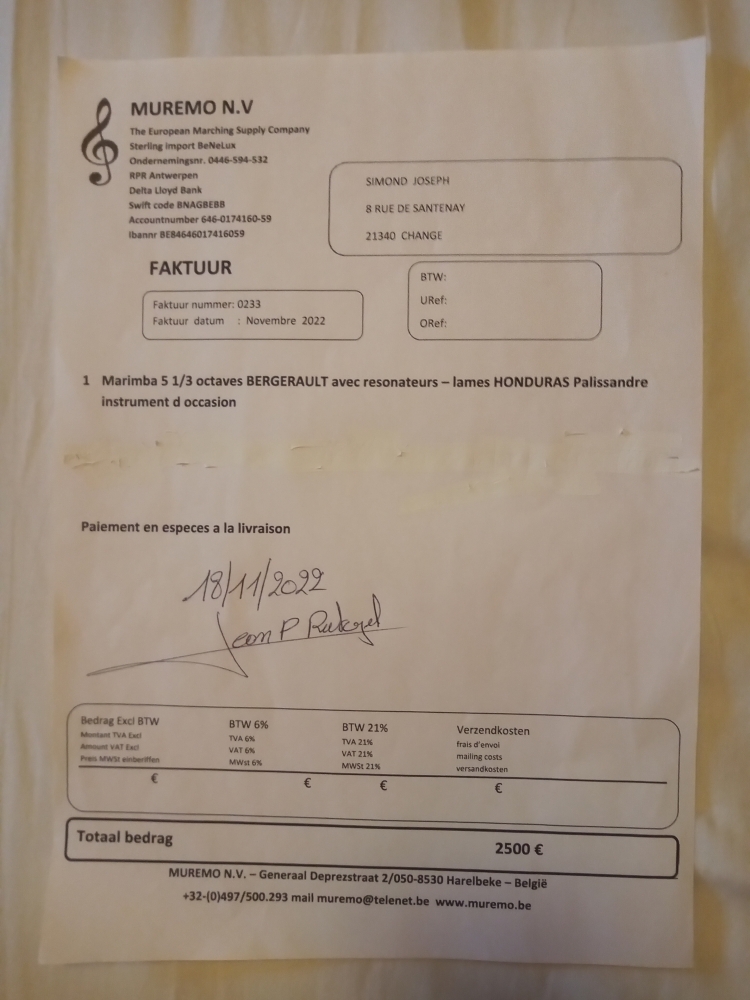 MUREMO N.V
The European Marching Supply Company
Sterling Import BeNeLux
Ondernemingsnr. 0446-594-532
RPR Antwerpen
Delta Lloyd Bank
Swift code BNAGBEBB
Accountnumber 646-0174160-59
Ibannr BE84646017416059
SIMOND JOSEPH
8 RUE DE SANTENAY
21340 CHANGE
FAKTUUR
Faktuur nummer: 0233
Faktuur datum : Novembre 2022
BTW:
URef:
ORef:
1 Marimba 5 1/3 octaves BERGERAULT avec resonateurs – lames HONDURAS Palissandre
instrument d occasion
Paiement en especes a la livraison
18/11/2022
Jean P
Bedrag Excl BTW BTW 6% BTW 21% Verzendkosten
Montant TVA Excl TVA 6% TVA 21% frais d'envoi
Amount VAT Excl VAT 6% VAT 21% mailing costs
Preis MWSt einberiffen MWst 6% MWSt 21% versandkosten
€ € € €
Totaal bedrag 2500 €
MUREMO N.V. – Generaal Deprezstraat 2/050-8530 Harelbeke – België
+32-(0)497/500.293 mail muremo@telenet.be www.muremo.be